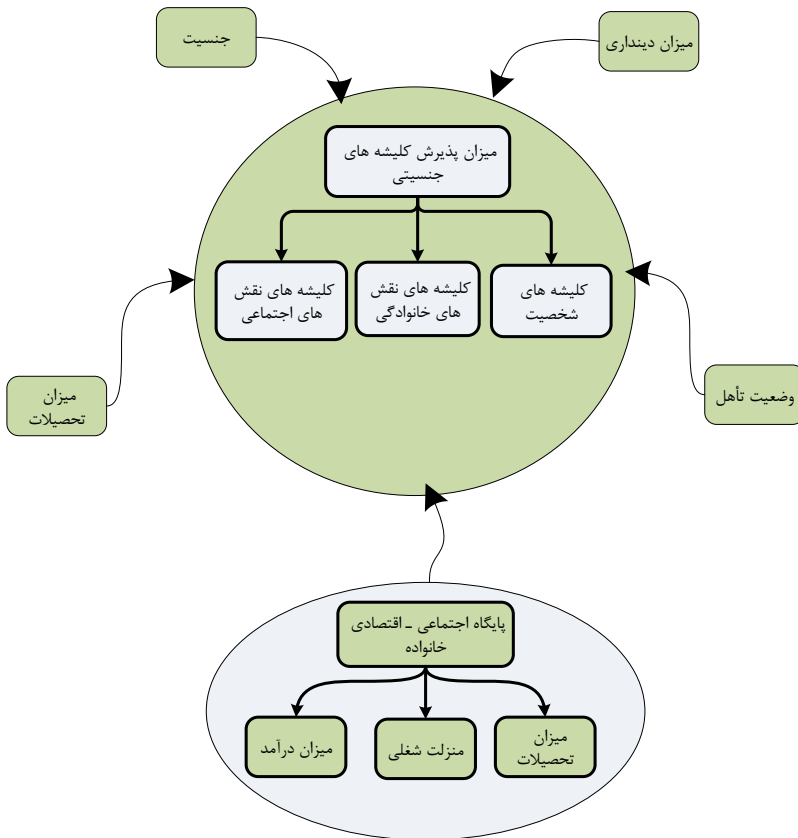 میزان دینداری
جنسیت
میزان پذیرش کلیشه های
جنسیتی
کلیشه های
شخصیت
کلیشه های نقش
های خانوادگی
کلیشه های نقش
های اجتماعی
وضعیت تأهل
میزان
تحصیلات
پایگاه اجتماعی ـ اقتصادی
خانواده
میزان
تحصیلات
منزلت شغلی
میزان درآمد